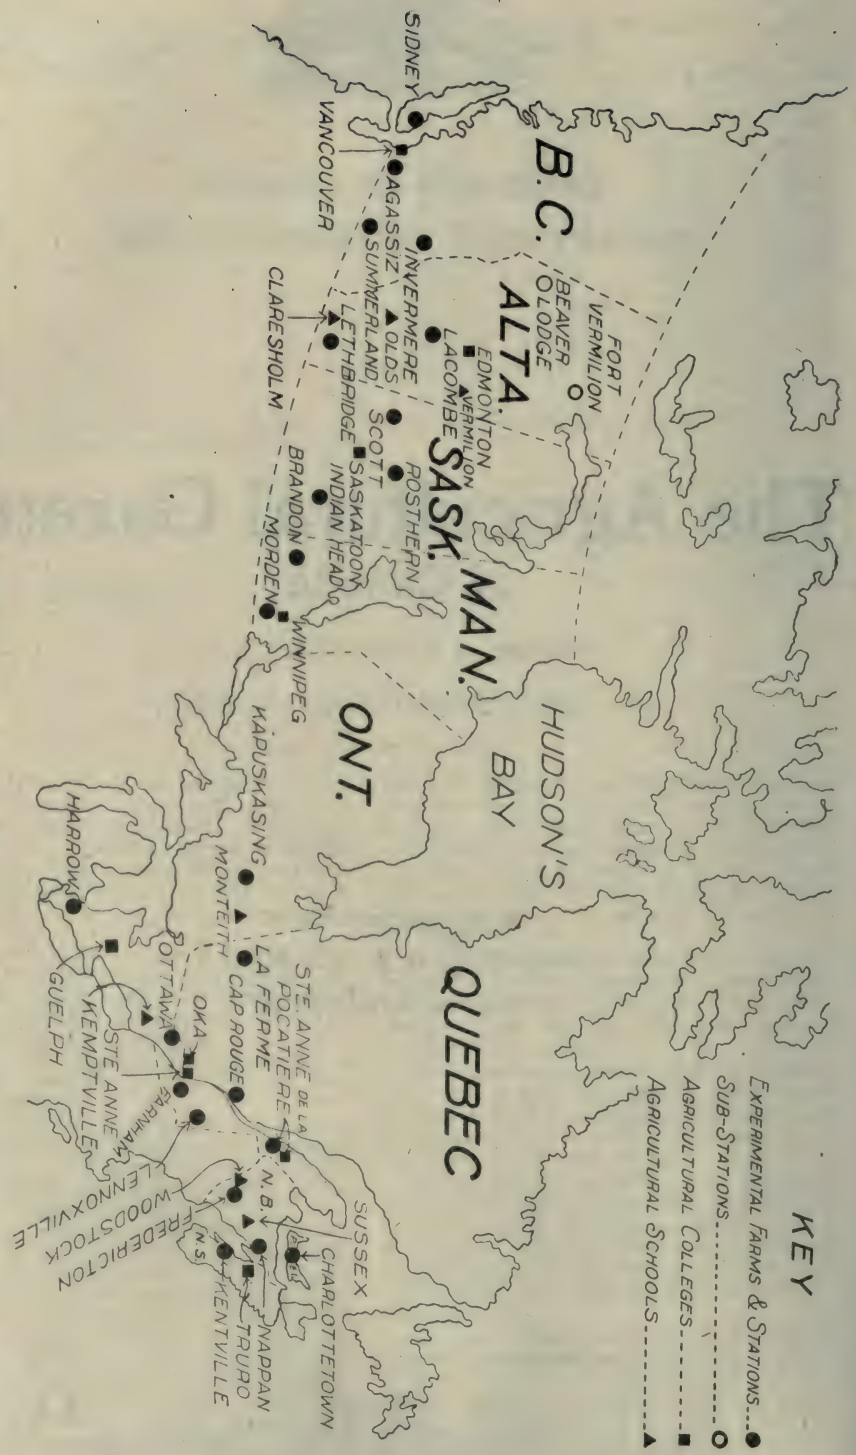 KEY
EXPERIMENTAL FARMS & STATIONS
SUB-STATIONS
AGRICULTURAL COLLEGES
AGRICULTURAL SCHOOLS
B.C.
ALTA.
SASK.
MAN.
ONT.
QUEBEC
HUDSON'S
BAY
FORT
VERMILION
BEAVER
LODGE
SIDNEY
VANCOUVER
AGASSIZ
SUMMERLAND
INVERMERE
CLARESHOLM
LETHBRIDGE
OLDS
LACOMBE
EDMONTON
VERMILION
SCOTT
ROSTHERN
SASKATOON
INDIAN HEAD
BRANDON
MORDEN
WINNIPEG
KAPUSKASING
MONTEITH
LA FERME
CAP ROUGE
STE. ANNE DE LA
POCATIERE
HARROW
GUELPH
KEMPTVILLE
STE ANNE
OTTAWA
OKA
FARNHAM
LENNOXVILLE
WOODSTOCK
FREDERICTON
N.B.
(N.S.)
SUSSEX
CHARLOTTETOWN
NAPPAN
TRURO
KENTVILLE